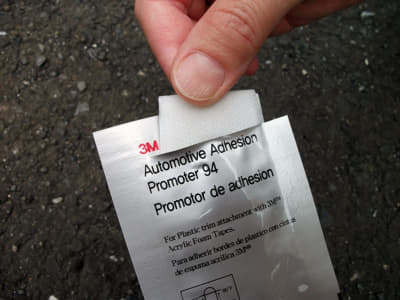 3M
Automotive Adhesion
Promoter 94
Promotor de adhesion
For Plastic trim attachment with 3M™
Acrylic Foam Tapes.
Para adherir bordes de plastico con cintas
de espuma acrilica 3M™